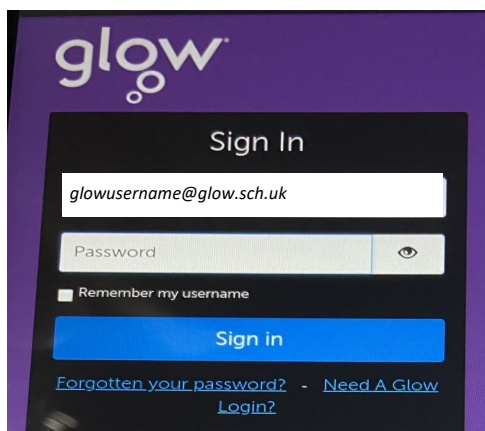 glow
Sign In
glowusername@glow.sch.uk
Password
Remember my username
Sign in
Forgotten your password? - Need A Glow
Login?